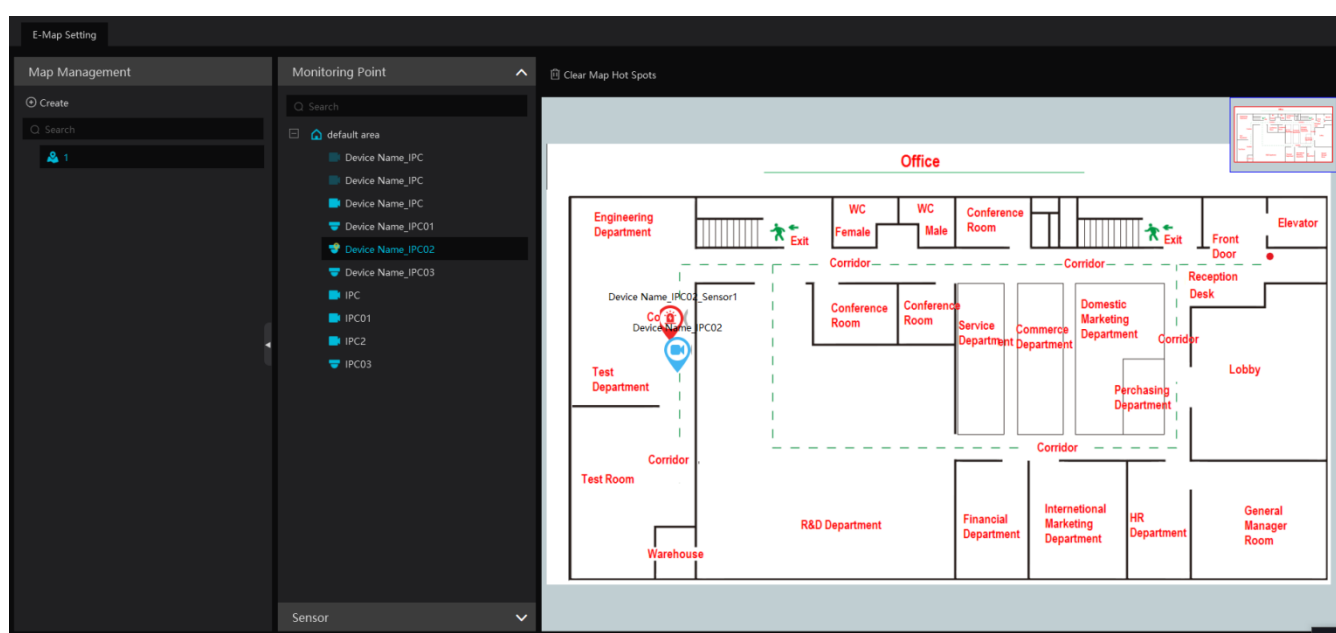 E-Map Setting
Map Management
Create
Search
1
Monitoring Point
Search
default area
Device Name_IPC
Device Name_IPC
Device Name_IPC
Device Name_IPC01
Device Name_IPC02
Device Name_IPC03
IPC
IPC01
IPC2
IPC03
Sensor
Clear Map Hot Spots
Office
Engineering
Department
Exit
WC
Female
WC
Male
Conference
Room
Exit
Front
Door
Elevator
Corridor
Corridor
Reception
Desk
Device Name_IPC02_Sensor1
Co
Device Name_IPC02
Conference
Room
Conference
Room
Service
Department
Commerce
Department
Domestic
Marketing
Department
Corridor
Perchasing
Department
Lobby
Test
Department
Corridor
Corridor
Test Room
Warehouse
R&D Department
Financial
Department
Internetional
Marketing
Department
HR
Department
General
Manager
Room